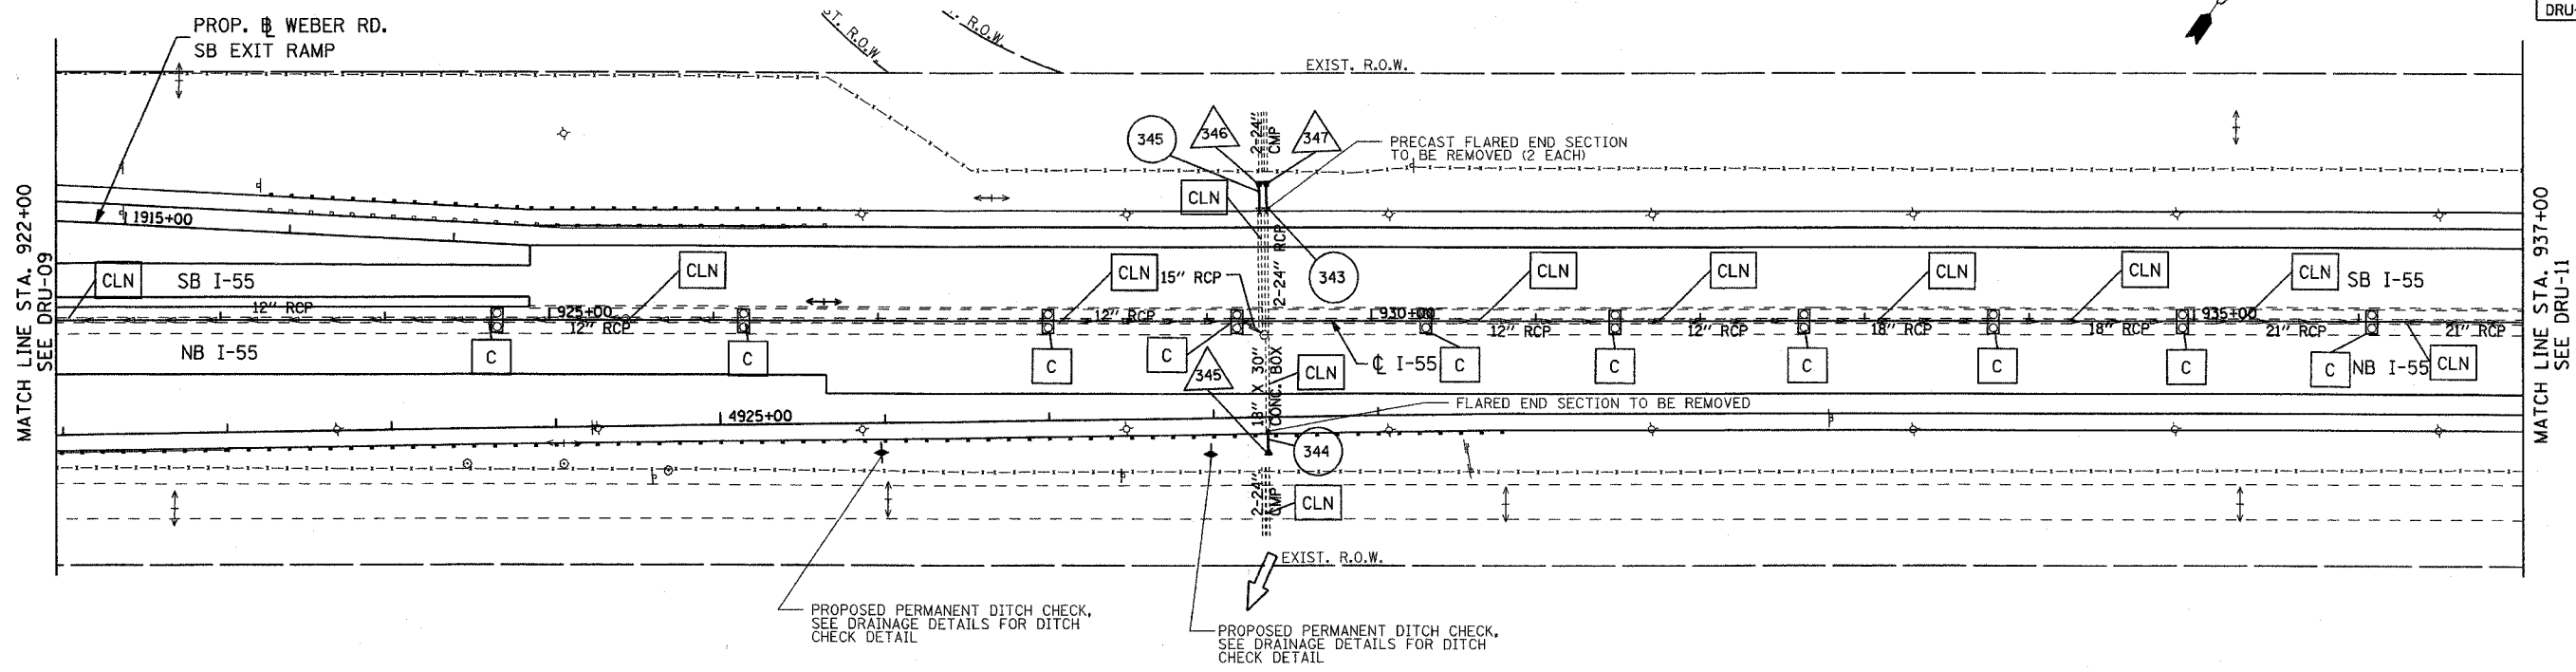 DRU-
PROP. ⅊ WEBER RD.
SB EXIT RAMP
ST. R.O.W.
R.O.W.
EXIST. R.O.W.
345
346
2-24"
CMP
347
PRECAST FLARED END SECTION
TO BE REMOVED (2 EACH)
CLN
1915+00
MATCH LINE STA. 922+00
SEE DRU-09
CLN
SB I-55
CLN
CLN
15" RCP
2-24" RCP
343
CLN
CLN
CLN
CLN
CLN
SB I-55
12" RCP
925+00
12" RCP
12" RCP
930+00
12" RCP
12" RCP
18" RCP
18" RCP
935+00
21" RCP
21" RCP
NB I-55
C
C
C
C
345
18" X 30"
CONC. BOX
CLN
℄ I-55
C
C
C
C
C
C
NB I-55
CLN
MATCH LINE STA. 937+00
SEE DRU-11
4925+00
FLARED END SECTION TO BE REMOVED
344
2-24"
CMP
CLN
EXIST. R.O.W.
PROPOSED PERMANENT DITCH CHECK,
SEE DRAINAGE DETAILS FOR DITCH
CHECK DETAIL
PROPOSED PERMANENT DITCH CHECK,
SEE DRAINAGE DETAILS FOR DITCH
CHECK DETAIL